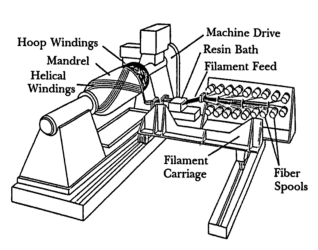 Hoop Windings
Mandrel
Helical
Windings
Machine Drive
Resin Bath
Filament Feed
Filament
Carriage
Fiber
Spools